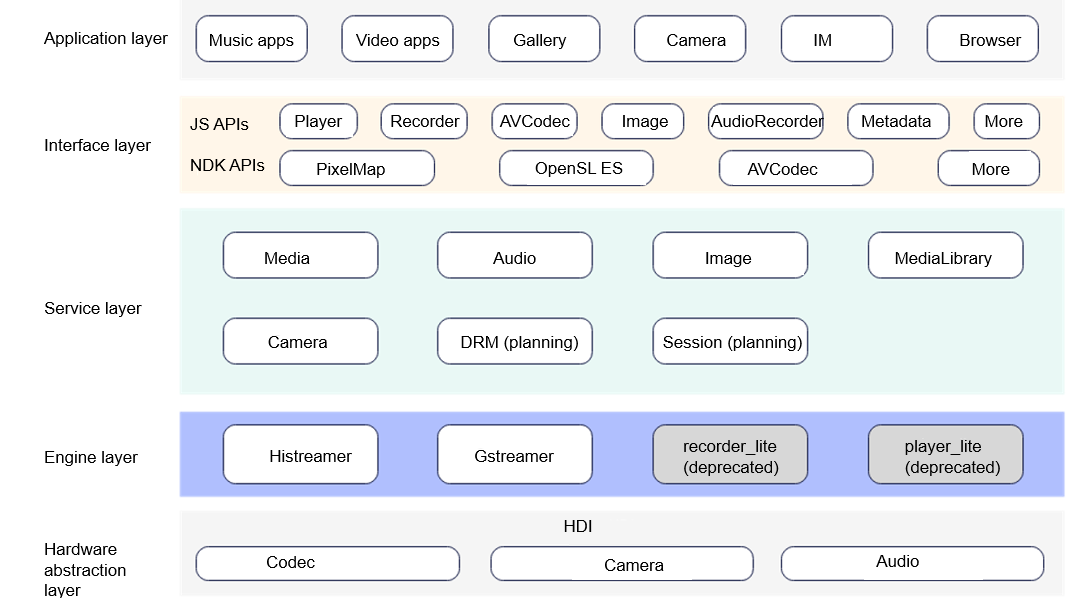 Application layer
Music apps
Video apps
Gallery
Camera
IM
Browser
Interface layer
JS APIs
Player
Recorder
AVCodec
Image
AudioRecorder
Metadata
More
NDK APIs
PixelMap
OpenSL ES
AVCodec
More
Service layer
Media
Audio
Image
MediaLibrary
Camera
DRM (planning)
Session (planning)
Engine layer
Histreamer
Gstreamer
recorder_lite
(deprecated)
player_lite
(deprecated)
Hardware
abstraction
layer
HDI
Codec
Camera
Audio